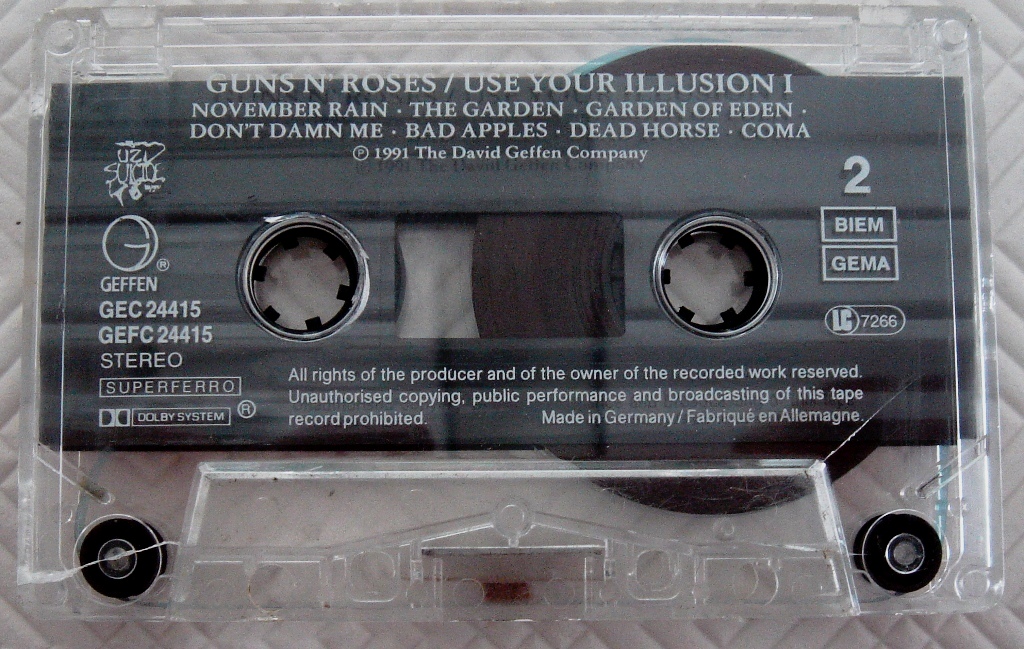 GUNS N' ROSES / USE YOUR ILLUSION I
NOVEMBER RAIN · THE GARDEN · GARDEN OF EDEN ·
DON'T DAMN ME · BAD APPLES · DEAD HORSE · COMA
℗ 1991 The David Geffen Company
UZI
SUICIDE
2
BIEM
GEMA
GEFFEN
®
GEC 24415
GEFC 24415
LC 7266
STEREO
SUPERFERRO
DOLBY SYSTEM ®
All rights of the producer and of the owner of the recorded work reserved.
Unauthorised copying, public performance and broadcasting of this tape
record prohibited. Made in Germany / Fabriqué en Allemagne.